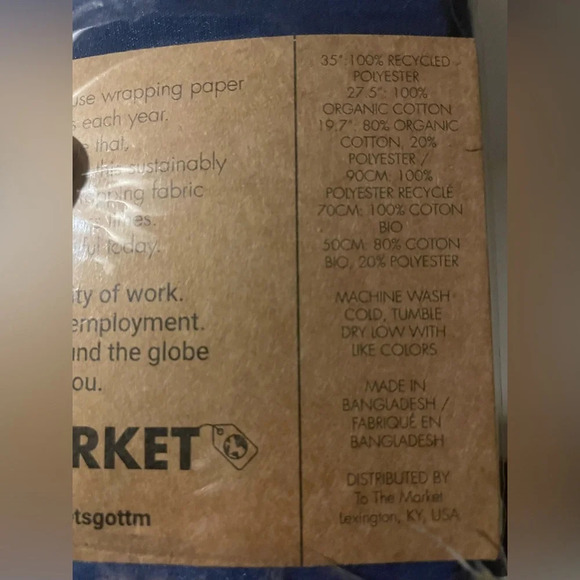 use wrapping paper
each year.
that,
this sustainably
fabric
today.
ty of work.
employment.
und the globe
ou.
RKET
etsgottm
35": 100% RECYCLED
POLYESTER
27.5": 100%
ORGANIC COTTON
19.7": 80% ORGANIC
COTTON, 20%
POLYESTER /
90CM: 100%
POLYESTER RECYCLÉ
70CM: 100% COTON
BIO
50CM: 80% COTON
BIO, 20% POLYESTER
MACHINE WASH
COLD, TUMBLE
DRY LOW WITH
LIKE COLORS
MADE IN
BANGLADESH /
FABRIQUÉ EN
BANGLADESH
DISTRIBUTED BY
To The Market
Lexington, KY, USA